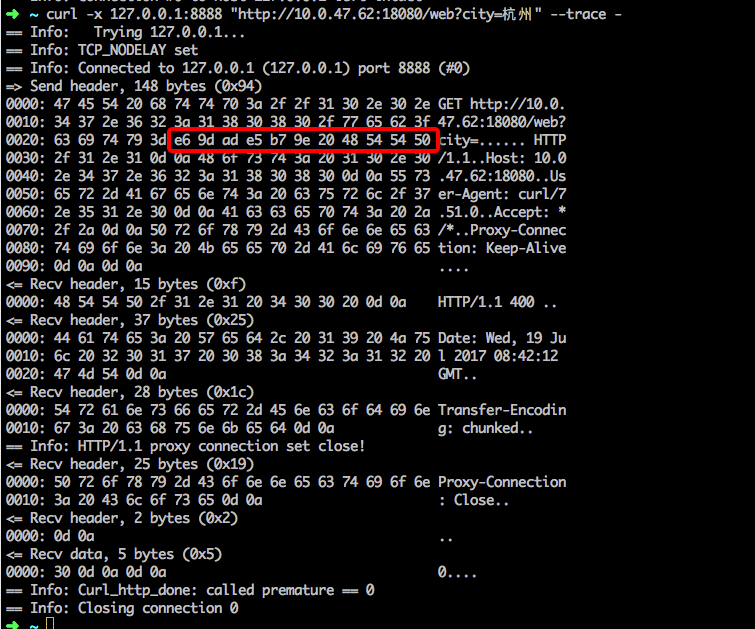 ➜ ~ curl -x 127.0.0.1:8888 "http://10.0.47.62:18080/web?city=杭州" --trace -
== Info:   Trying 127.0.0.1...
== Info: TCP_NODELAY set
== Info: Connected to 127.0.0.1 (127.0.0.1) port 8888 (#0)
=> Send header, 148 bytes (0x94)
0000: 47 45 54 20 68 74 74 70 3a 2f 2f 31 30 2e 30 2e GET http://10.0.
0010: 34 37 2e 36 32 3a 31 38 30 38 30 2f 77 65 62 3f 47.62:18080/web?
0020: 63 69 74 79 3d e6 9d ad e5 b7 9e 20 48 54 54 50 city=...... HTTP
0030: 2f 31 2e 31 0d 0a 48 6f 73 74 3a 20 31 30 2e 30 /1.1..Host: 10.0
0040: 2e 34 37 2e 36 32 3a 31 38 30 38 30 0d 0a 55 73 .47.62:18080..Us
0050: 65 72 2d 41 67 65 6e 74 3a 20 63 75 72 6c 2f 37 er-Agent: curl/7
0060: 2e 35 31 2e 30 0d 0a 41 63 63 65 70 74 3a 20 2a .51.0..Accept: *
0070: 2f 2a 0d 0a 50 72 6f 78 79 2d 43 6f 6e 6e 65 63 /*..Proxy-Connec
0080: 74 69 6f 6e 3a 20 4b 65 65 70 2d 41 6c 69 76 65 tion: Keep-Alive
0090: 0d 0a 0d 0a                                     ....
<= Recv header, 15 bytes (0xf)
0000: 48 54 54 50 2f 31 2e 31 20 34 30 30 20 0d 0a    HTTP/1.1 400 ..
<= Recv header, 37 bytes (0x25)
0000: 44 61 74 65 3a 20 57 65 64 2c 20 31 39 20 4a 75 Date: Wed, 19 Ju
0010: 6c 20 32 30 31 37 20 30 38 3a 34 32 3a 31 32 20 l 2017 08:42:12
0020: 47 4d 54 0d 0a                                  GMT..
<= Recv header, 28 bytes (0x1c)
0000: 54 72 61 6e 73 66 65 72 2d 45 6e 63 6f 64 69 6e Transfer-Encodin
0010: 67 3a 20 63 68 75 6e 6b 65 64 0d 0a             g: chunked..
== Info: HTTP/1.1 proxy connection set close!
<= Recv header, 25 bytes (0x19)
0000: 50 72 6f 78 79 2d 43 6f 6e 6e 65 63 74 69 6f 6e Proxy-Connection
0010: 3a 20 43 6c 6f 73 65 0d 0a                      : Close..
<= Recv header, 2 bytes (0x2)
0000: 0d 0a                                           ..
<= Recv data, 5 bytes (0x5)
0000: 30 0d 0a 0d 0a                                  0....
== Info: Curl_http_done: called premature == 0
== Info: Closing connection 0
➜ ~